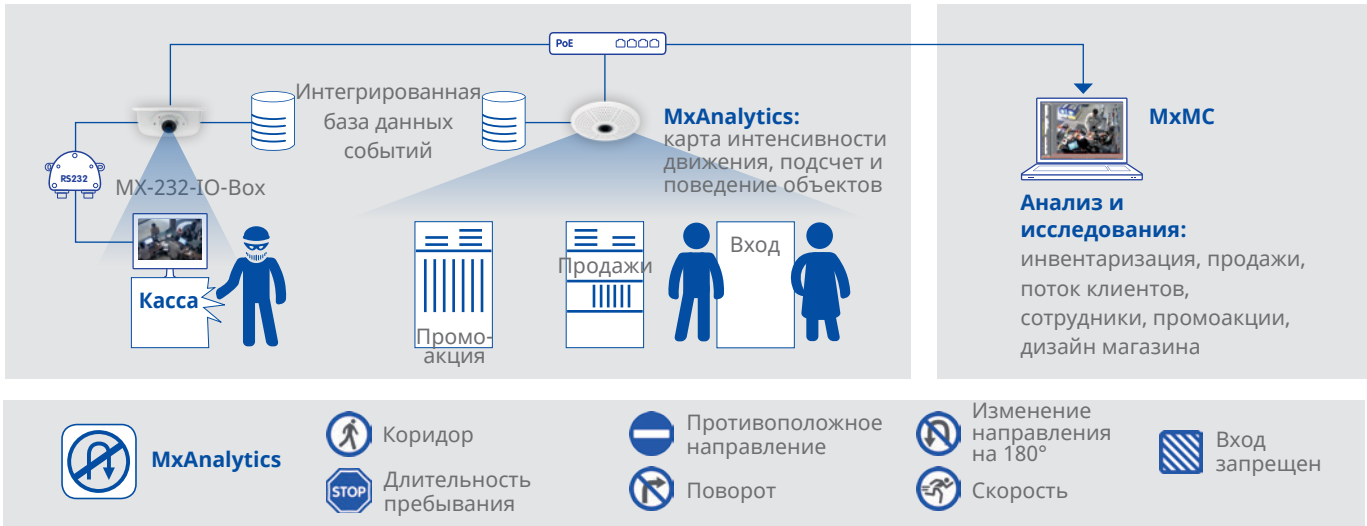 PoE
Интегрированная
база данных
событий
MxAnalytics:
карта интенсивности
движения, подсчет и
поведение объектов
RS232
MX-232-IO-Box
Касса
Промо-
акция
Продажи
Вход
MxMC
Анализ и
исследования:
инвентаризация, продажи,
поток клиентов,
сотрудники, промоакции,
дизайн магазина
MxAnalytics
Коридор
STOP
Длительность
пребывания
Противоположное
направление
Поворот
Изменение
направления
на 180°
Скорость
Вход
запрещен